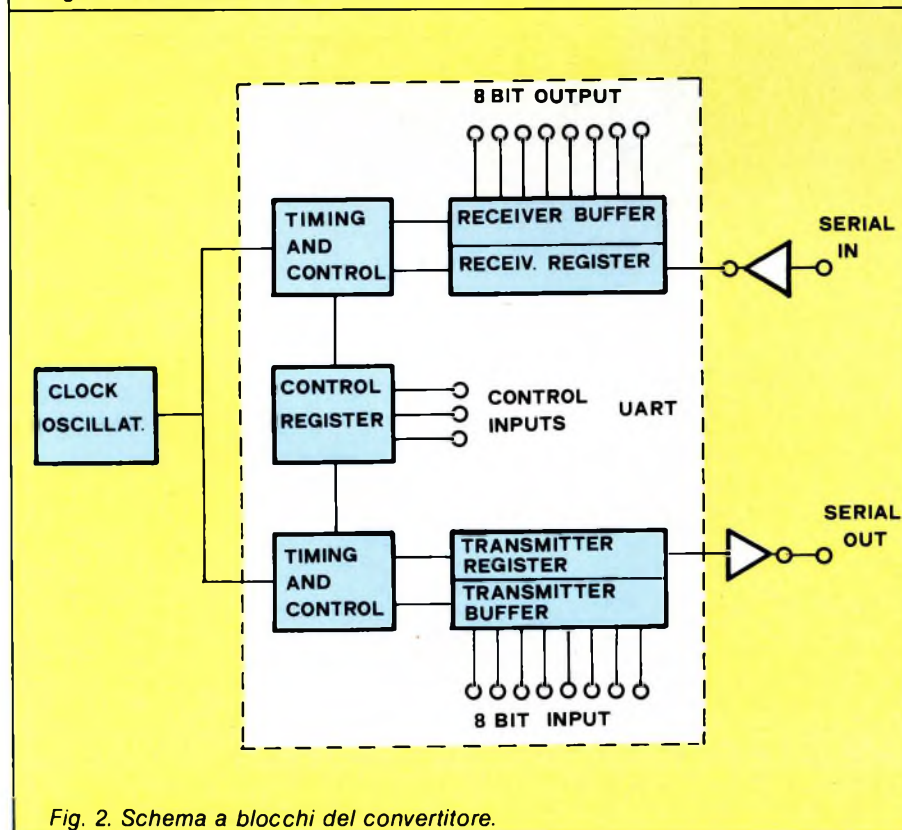 8 BIT OUTPUT
TIMING
AND
CONTROL
RECEIVER BUFFER
RECEIV. REGISTER
SERIAL
IN
CLOCK
OSCILLAT.
CONTROL
REGISTER
CONTROL
INPUTS
UART
TIMING
AND
CONTROL
TRANSMITTER
REGISTER
TRANSMITTER
BUFFER
SERIAL
OUT
8 BIT INPUT
Fig. 2. Schema a blocchi del convertitore.